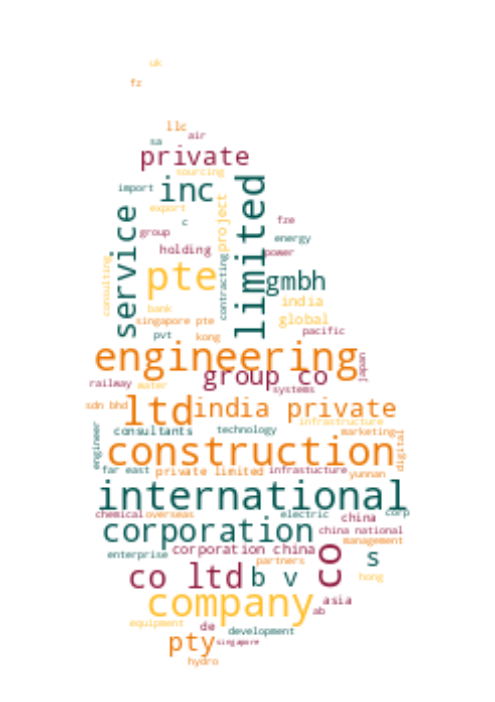 uk
fz
llc
air
sa
private
sourcing
import
inc
limited
export
service
project
c
group
fze
energy
holding
power
consulting
contracting
pte
gmbh
india
bank
global
singapore pte
pacific
pvt
kong
engineering
japan
group co
railway
water
systems
sdn bhd
ltd
india private
infrastructure
engineer
consultants
technology
marketing
digital
construction
far east
private limited
infrastucture
yunnan
international
chemical
overseas
electric
china
corp
corporation
china national
management
enterprise
corporation china
co
s
partners
co ltd
b v
hong
company
asia
ab
equipment
de
development
pty
singapore
hydro